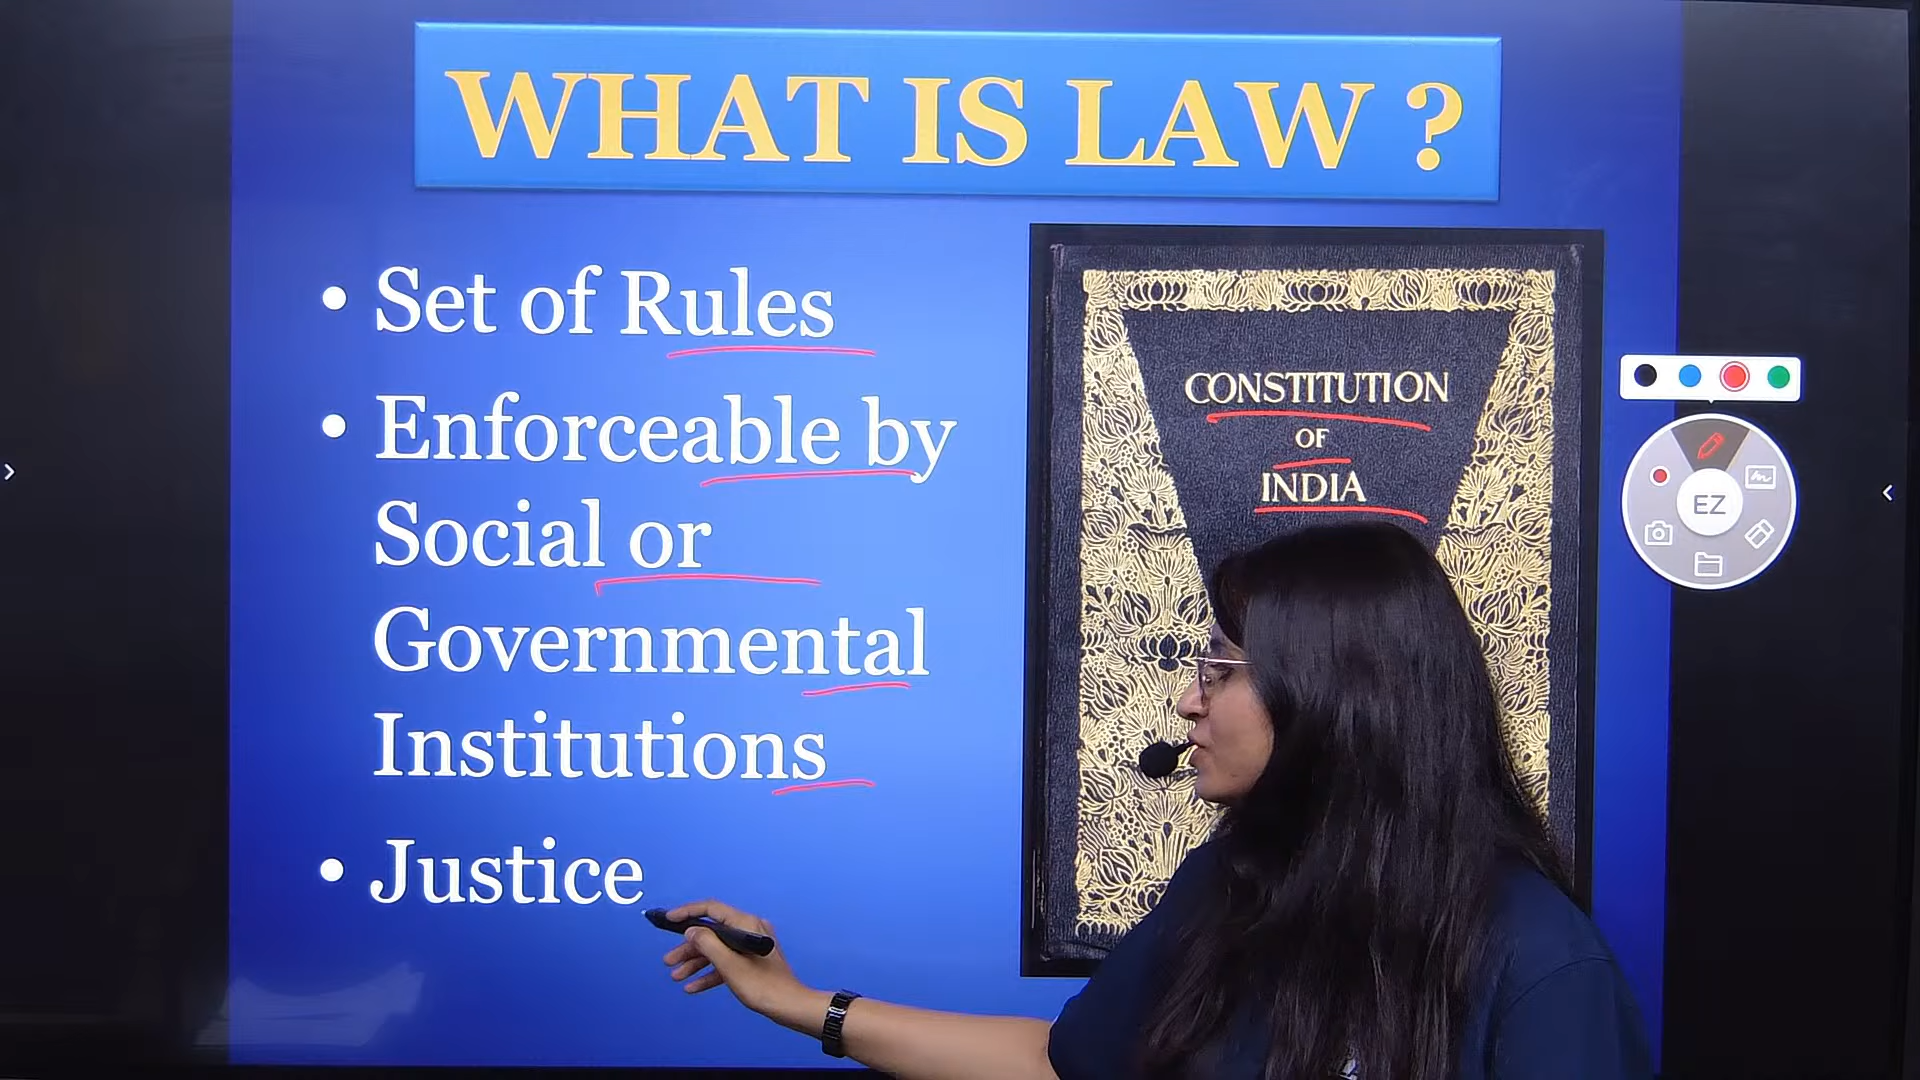 WHAT IS LAW ?
• Set of Rules
• Enforceable by
Social or
Governmental
Institutions
• Justice
CONSTITUTION
OF
INDIA
EZ